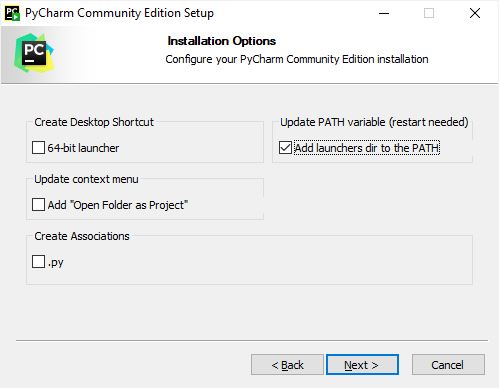 PyCharm Community Edition Setup
PC
Installation Options
Configure your PyCharm Community Edition installation
Create Desktop Shortcut
64-bit launcher
Update PATH variable (restart needed)
Add launchers dir to the PATH
Update context menu
Add "Open Folder as Project"
Create Associations
.py
< Back
Next >
Cancel